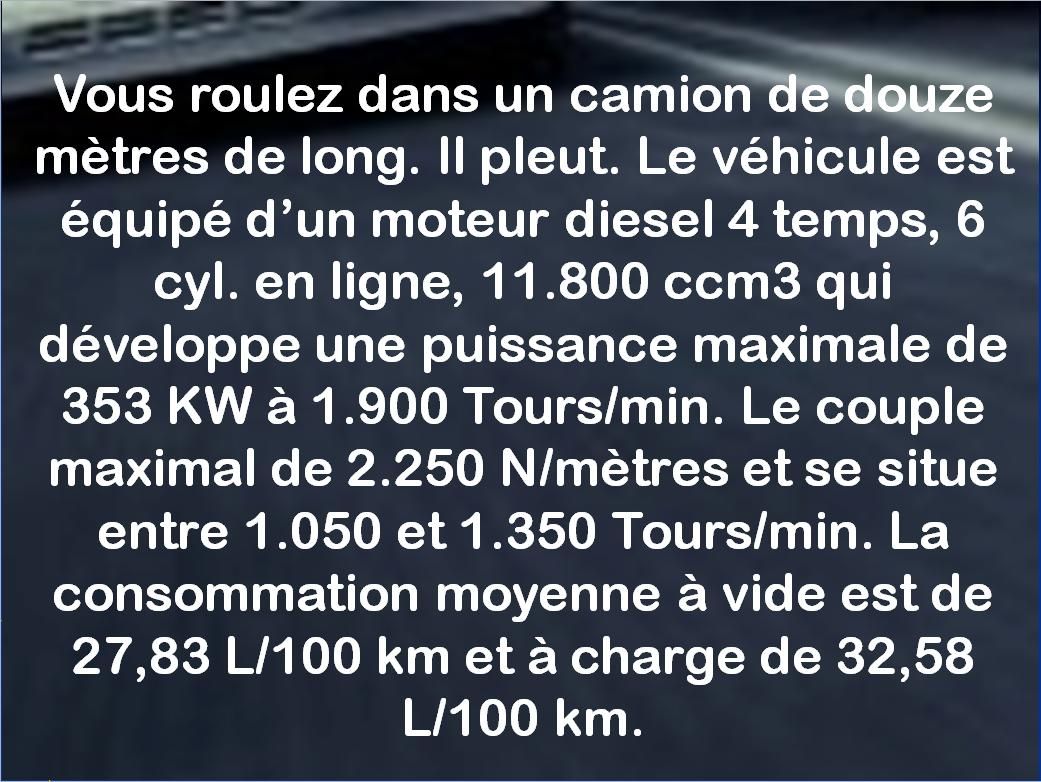 Vous roulez dans un camion de douze
mètres de long. Il pleut. Le véhicule est
équipé d’un moteur diesel 4 temps, 6
cyl. en ligne, 11.800 ccm3 qui
développe une puissance maximale de
353 KW à 1.900 Tours/min. Le couple
maximal de 2.250 N/mètres et se situe
entre 1.050 et 1.350 Tours/min. La
consommation moyenne à vide est de
27,83 L/100 km et à charge de 32,58
L/100 km.